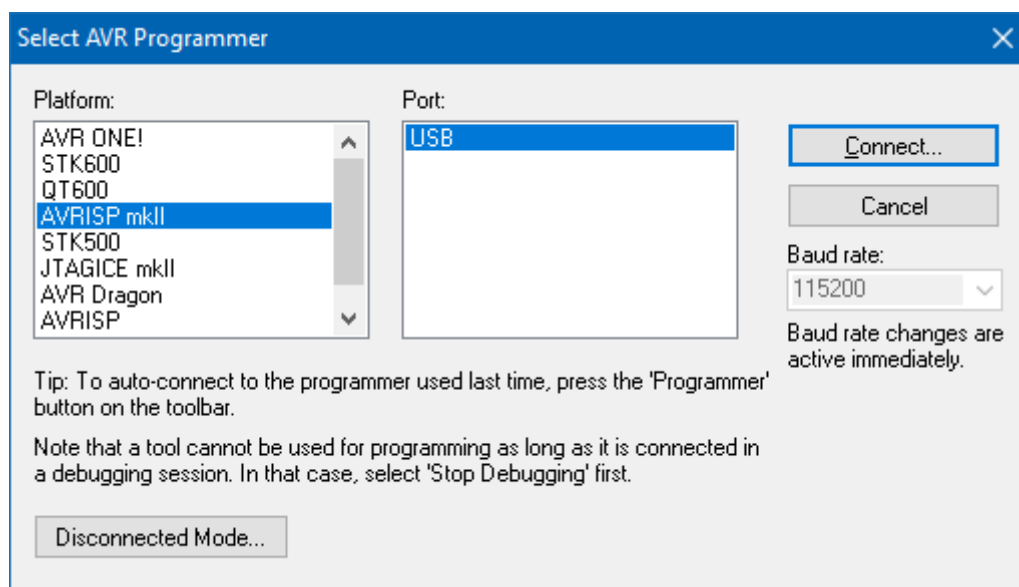 Select AVR Programmer
Platform:
AVR ONE!
STK600
QT600
AVRISP mkII
STK500
JTAGICE mkII
AVR Dragon
AVRISP
Port:
USB
Connect...
Cancel
Baud rate:
115200
Baud rate changes are
active immediately.
Tip: To auto-connect to the programmer used last time, press the 'Programmer'
button on the toolbar.
Note that a tool cannot be used for programming as long as it is connected in
a debugging session. In that case, select 'Stop Debugging' first.
Disconnected Mode...